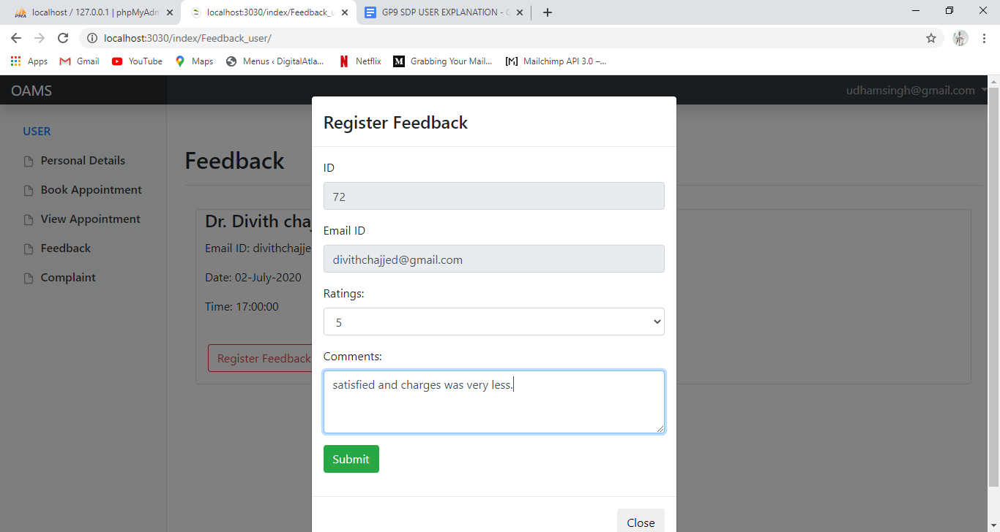 localhost / 127.0.0.1 | phpMyAdm
localhost:3030/index/Feedback_u
GP9 SDP USER EXPLANATION - G
localhost:3030/index/Feedback_user/
Apps
Gmail
YouTube
Maps
Menus ‹ DigitalAtla...
Netflix
M
Grabbing Your Mail...
[M]
Mailchimp API 3.0 –...
OAMS
udhamsingh@gmail.com
USER
Personal Details
Book Appointment
View Appointment
Feedback
Complaint
Feedback
Dr. Divith chaj
Email ID: divithchajje
Date: 02-July-2020
Time: 17:00:00
Register Feedback
Register Feedback
ID
72
Email ID
divithchajjed@gmail.com
Ratings:
5
Comments:
satisfied and charges was very less.
Submit
Close